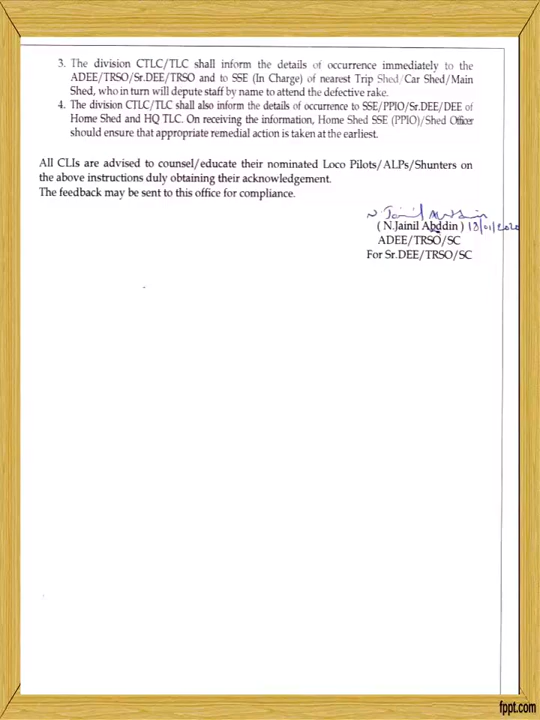 3. The division CTLC/TLC shall inform the details of occurrence immediately to the
ADEE/TRSO/Sr.DEE/TRSO and to SSE (In Charge) of nearest Trip Shed/Car Shed/Main
Shed, who in turn will depute staff by name to attend the defective rake.
4. The division CTLC/TLC shall also inform the details of occurrence to SSE/PPIO/Sr.DEE/DEE of
Home Shed and HQ TLC. On receiving the information, Home Shed SSE (PPIO)/Shed Officer
should ensure that appropriate remedial action is taken at the earliest.
All CLIs are advised to counsel/educate their nominated Loco Pilots/ALPs/Shunters on
the above instructions duly obtaining their acknowledgement.
The feedback may be sent to this office for compliance.
( N.Jainil Abddin )
ADEE/TRSO/SC
For Sr.DEE/TRSO/SC
fppt.com